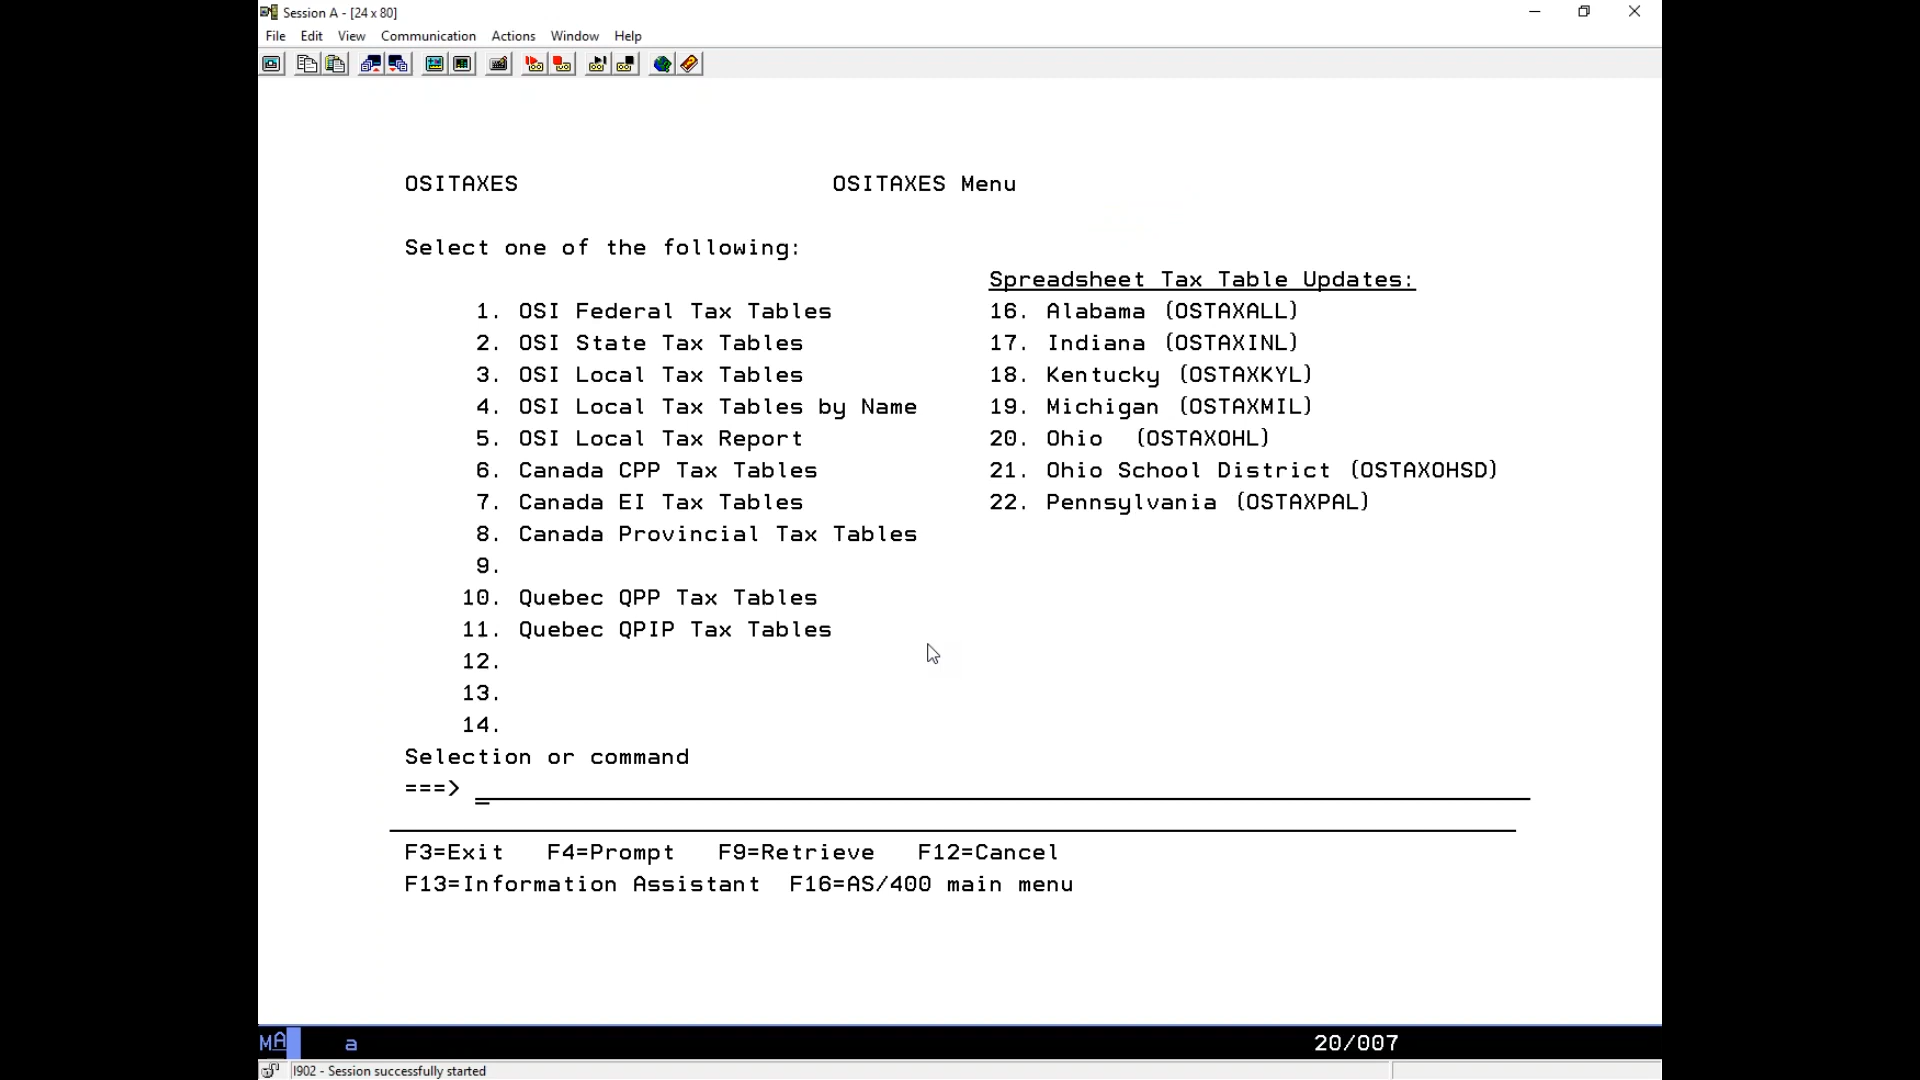 Session A - [24 x 80]
File Edit View Communication Actions Window Help
OSITAXES OSITAXES Menu
Select one of the following:
Spreadsheet Tax Table Updates:
1. OSI Federal Tax Tables 16. Alabama (OSTAXALL)
2. OSI State Tax Tables 17. Indiana (OSTAXINL)
3. OSI Local Tax Tables 18. Kentucky (OSTAXKYL)
4. OSI Local Tax Tables by Name 19. Michigan (OSTAXMIL)
5. OSI Local Tax Report 20. Ohio (OSTAXOHL)
6. Canada CPP Tax Tables 21. Ohio School District (OSTAXOHSD)
7. Canada EI Tax Tables 22. Pennsylvania (OSTAXPAL)
8. Canada Provincial Tax Tables
9.
10. Quebec QPP Tax Tables
11. Quebec QPIP Tax Tables
12.
13.
14.
Selection or command
===>
F3=Exit F4=Prompt F9=Retrieve F12=Cancel
F13=Information Assistant F16=AS/400 main menu
MA a 20/007
I902 - Session successfully started